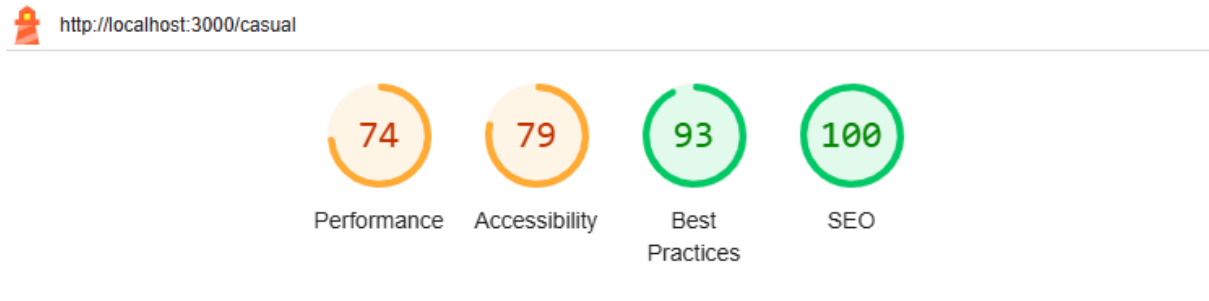 http://localhost:3000/casual
74
79
93
100
Performance
Accessibility
Best
Practices
SEO